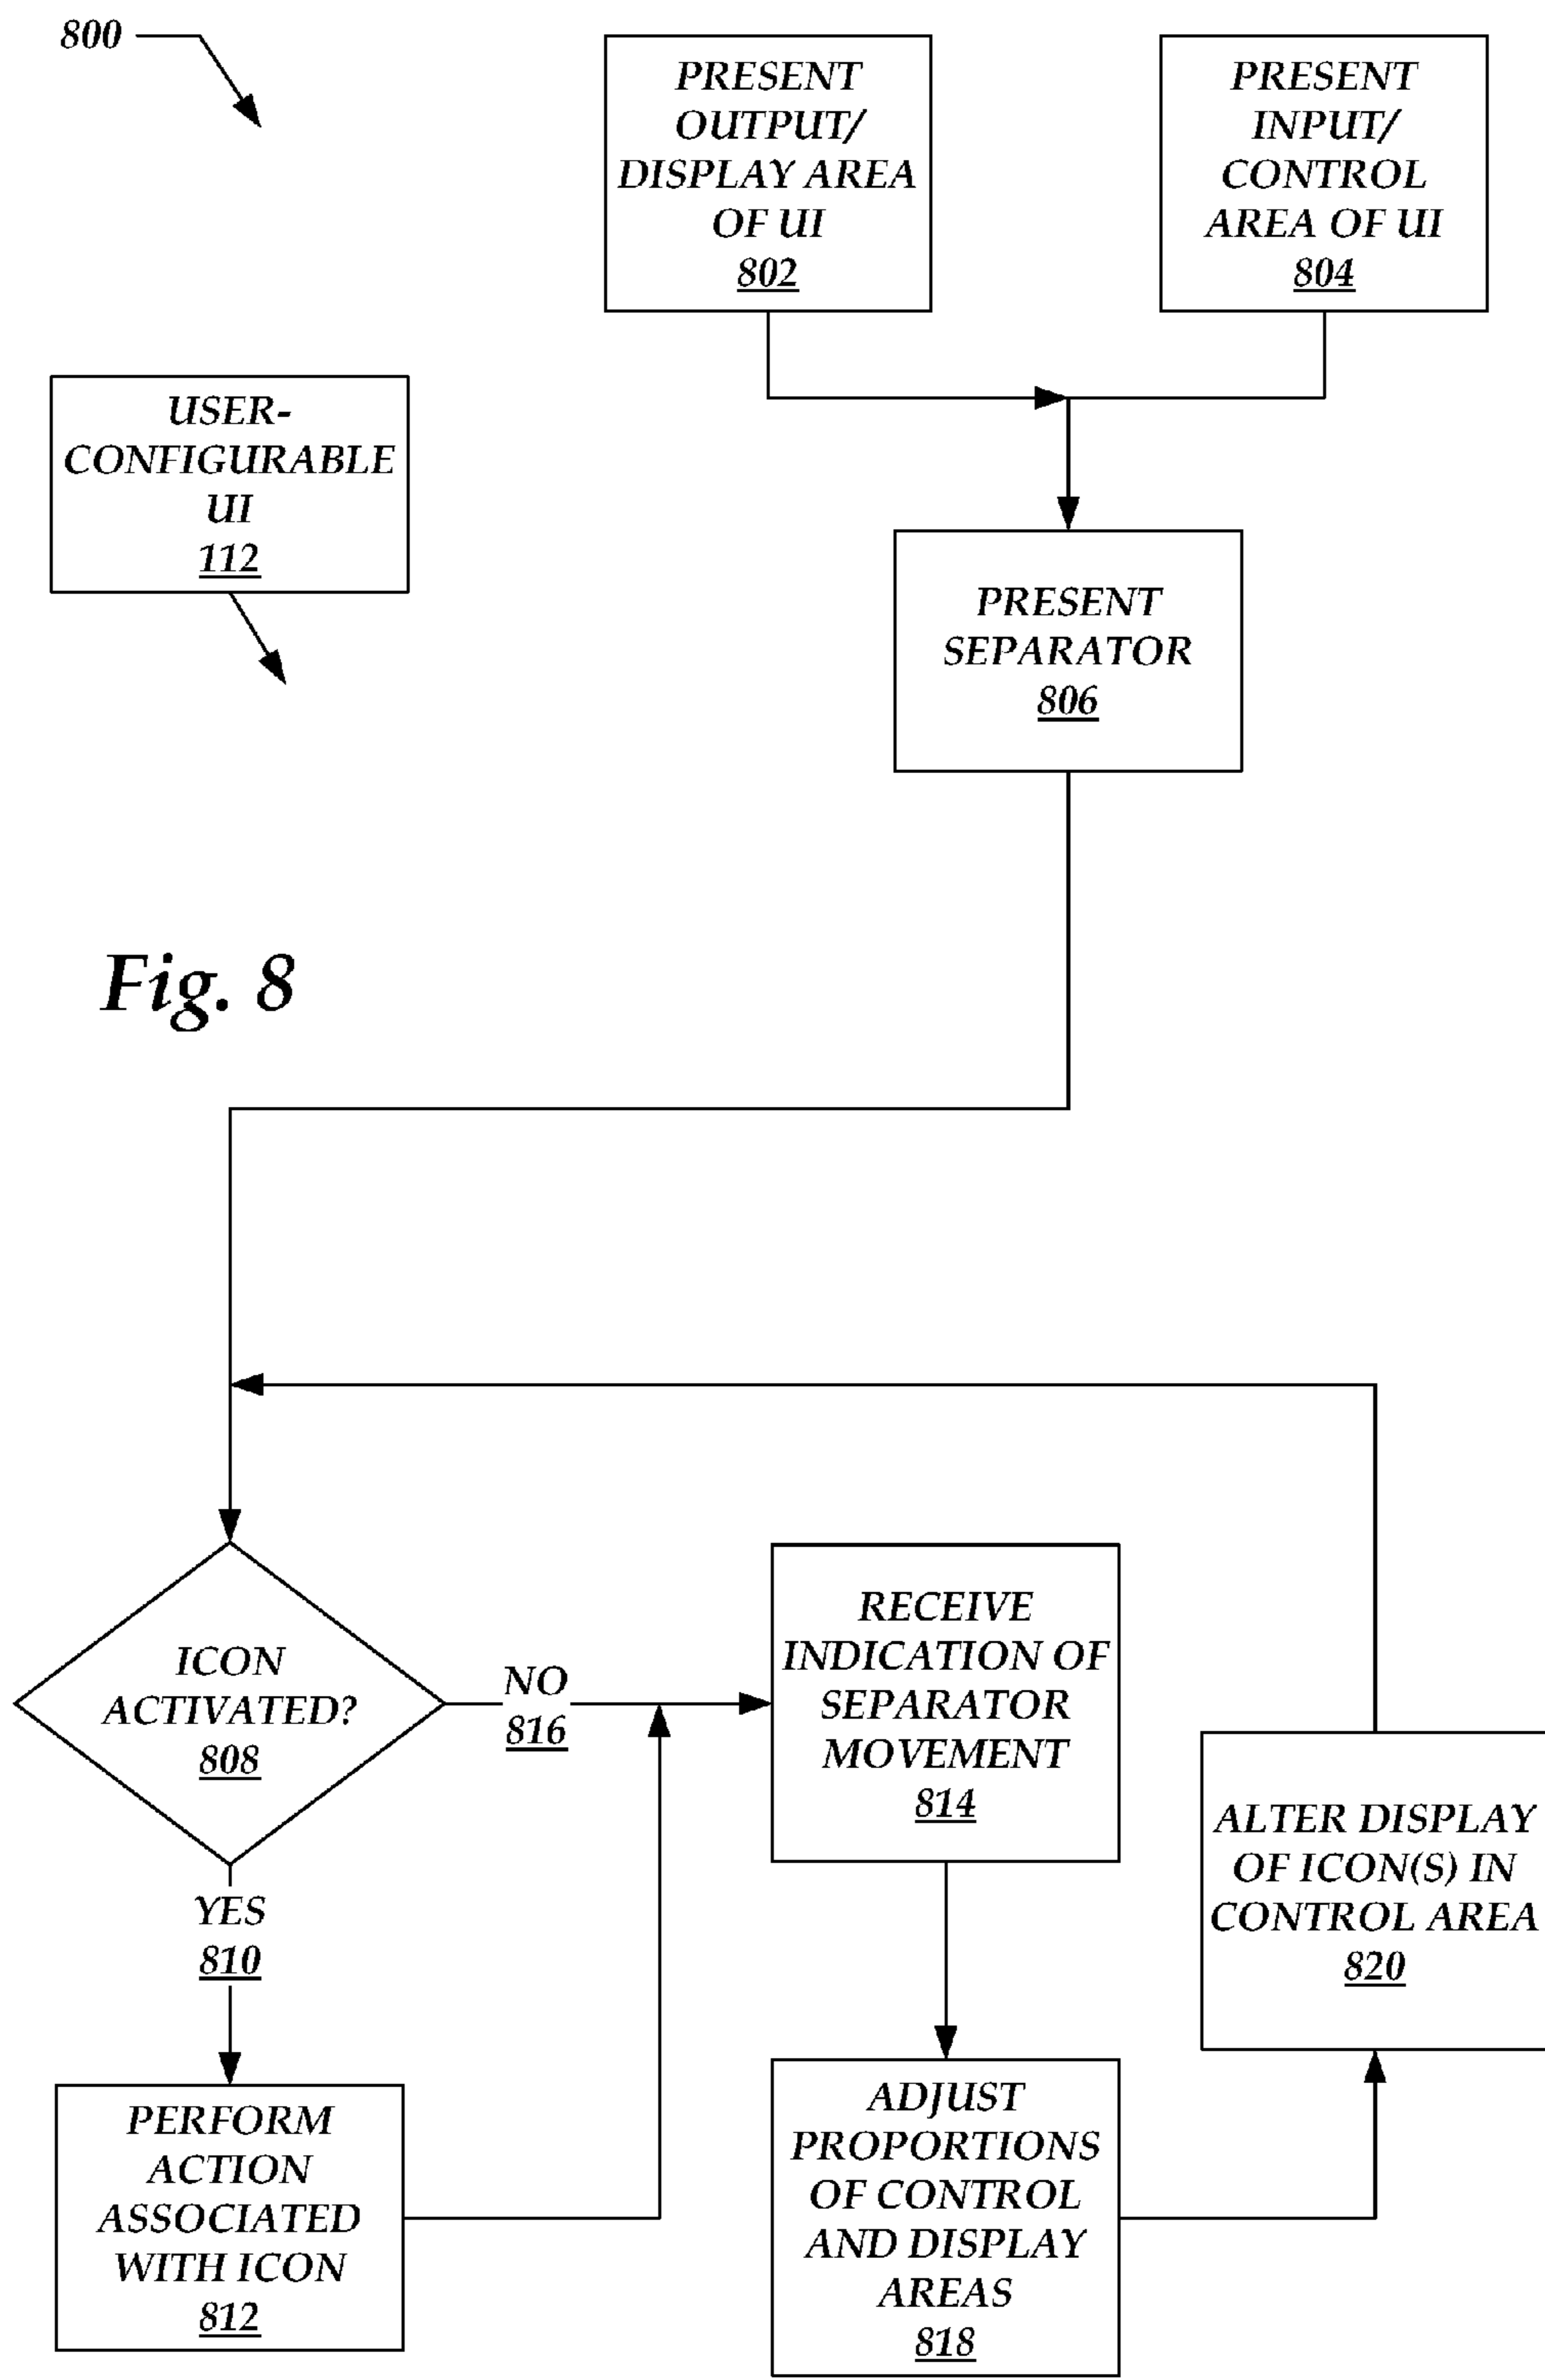 800
PRESENT
OUTPUT/
DISPLAY AREA
OF UI
802
PRESENT
INPUT/
CONTROL
AREA OF UI
804
USER-
CONFIGURABLE
UI
112
PRESENT
SEPARATOR
806
Fig. 8
ICON
ACTIVATED?
808
NO
816
YES
810
PERFORM
ACTION
ASSOCIATED
WITH ICON
812
RECEIVE
INDICATION OF
SEPARATOR
MOVEMENT
814
ADJUST
PROPORTIONS
OF CONTROL
AND DISPLAY
AREAS
818
ALTER DISPLAY
OF ICON(S) IN
CONTROL AREA
820